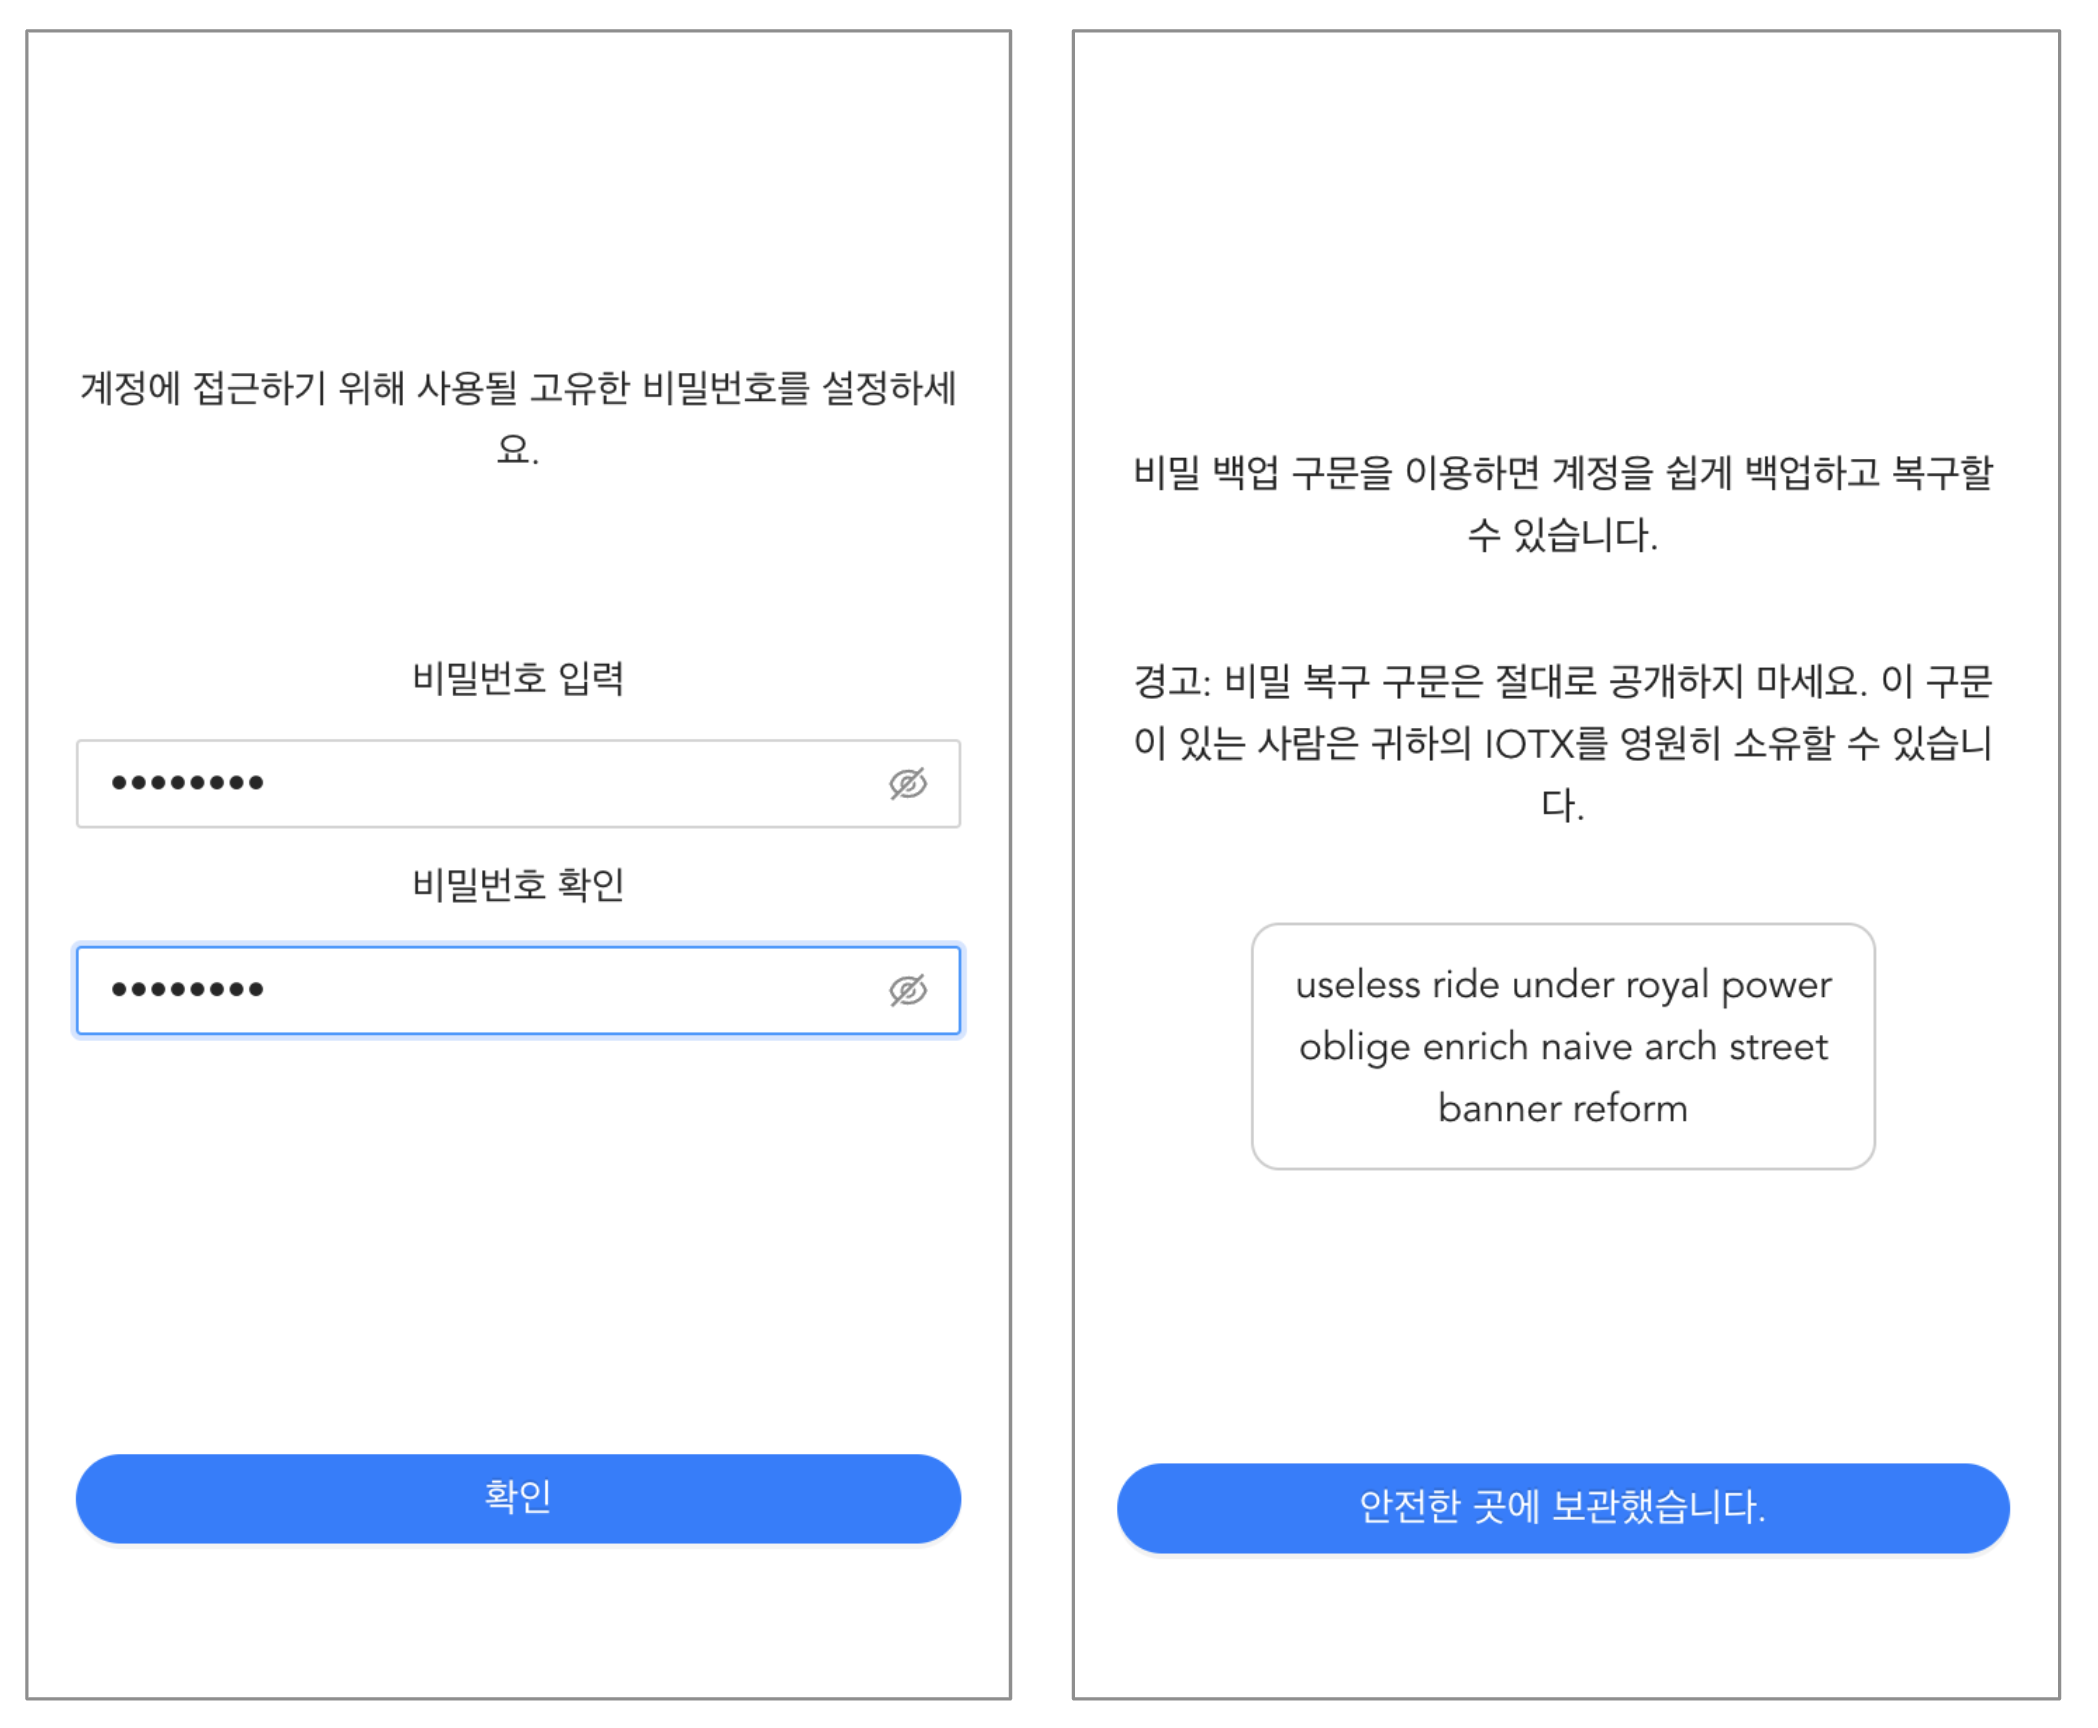 계정에 접근하기 위해 사용될 고유한 비밀번호를 설정하세
요.
비밀번호 입력
비밀번호 확인
확인
비밀 백업 구문을 이용하면 계정을 쉽게 백업하고 복구할
수 있습니다.
경고: 비밀 복구 구문은 절대로 공개하지 마세요. 이 구문
이 있는 사람은 귀하의 IOTX를 영원히 소유할 수 있습니
다.
useless ride under royal power
oblige enrich naive arch street
banner reform
안전한 곳에 보관했습니다.